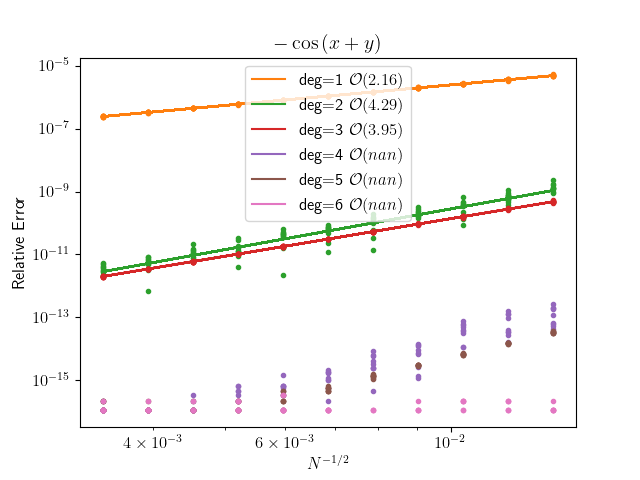 − cos (x + y)
Relative Error
10⁻⁵
10⁻⁷
10⁻⁹
10⁻¹¹
10⁻¹³
10⁻¹⁵
deg=1 𝒪(2.16)
deg=2 𝒪(4.29)
deg=3 𝒪(3.95)
deg=4 𝒪(nan)
deg=5 𝒪(nan)
deg=6 𝒪(nan)
4 × 10⁻³ 6 × 10⁻³ 10⁻²
N⁻¹/²